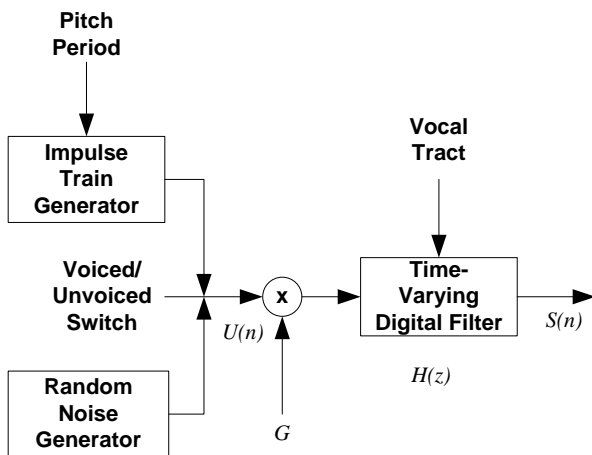 Pitch
Period
Impulse
Train
Generator
Vocal
Tract
Voiced/
Unvoiced
Switch
U(n)
x
Time-
Varying
Digital Filter
S(n)
H(z)
Random
Noise
Generator
G